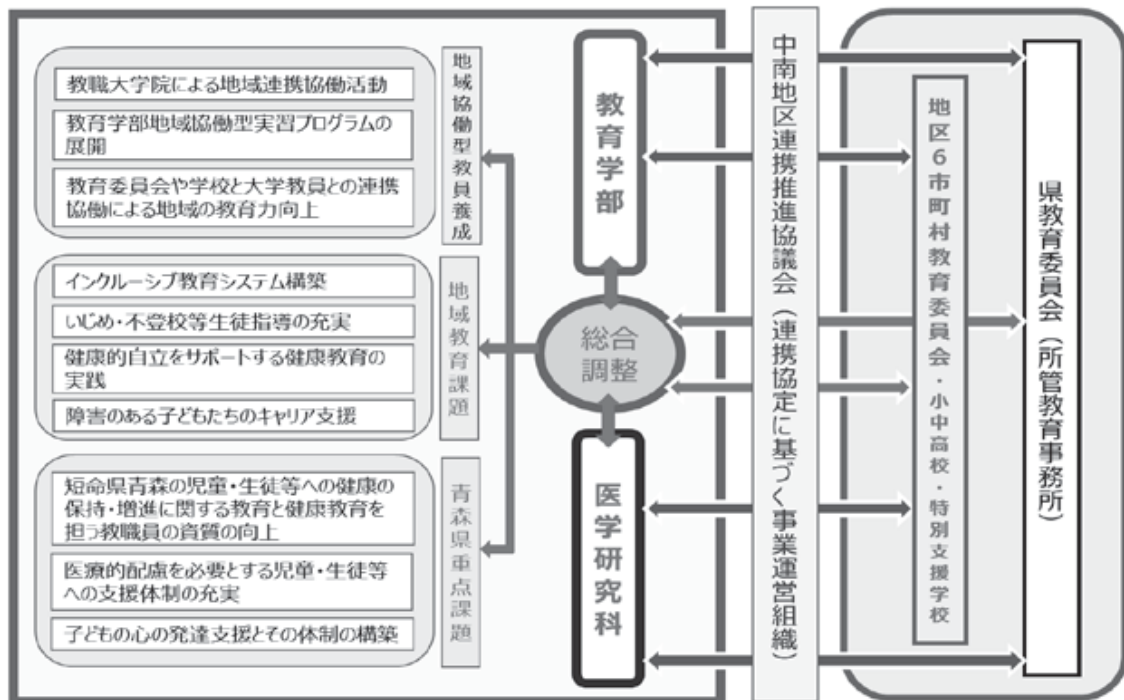 教職大学院による地域連携協働活動
教育学部地域協働型実習プログラムの
展開
教育委員会や学校と大学教員との連携
協働による地域の教育力向上
地域協働型教員養成
インクルーシブ教育システム構築
いじめ・不登校等生徒指導の充実
健康的自立をサポートする健康教育の
実践
障害のある子どもたちのキャリア支援
地域教育課題
短命県青森の児童・生徒等への健康の
保持・増進に関する教育と健康教育を
担う教職員の資質の向上
医療的配慮を必要とする児童・生徒等
への支援体制の充実
子どもの心の発達支援とその体制の構築
青森県重点課題
教育学部
総合
調整
医学研究科
中南地区連携推進協議会（連携協定に基づく事業運営組織）
地区６市町村教育委員会・小中高校・特別支援学校
県教育委員会（所管教育事務所）